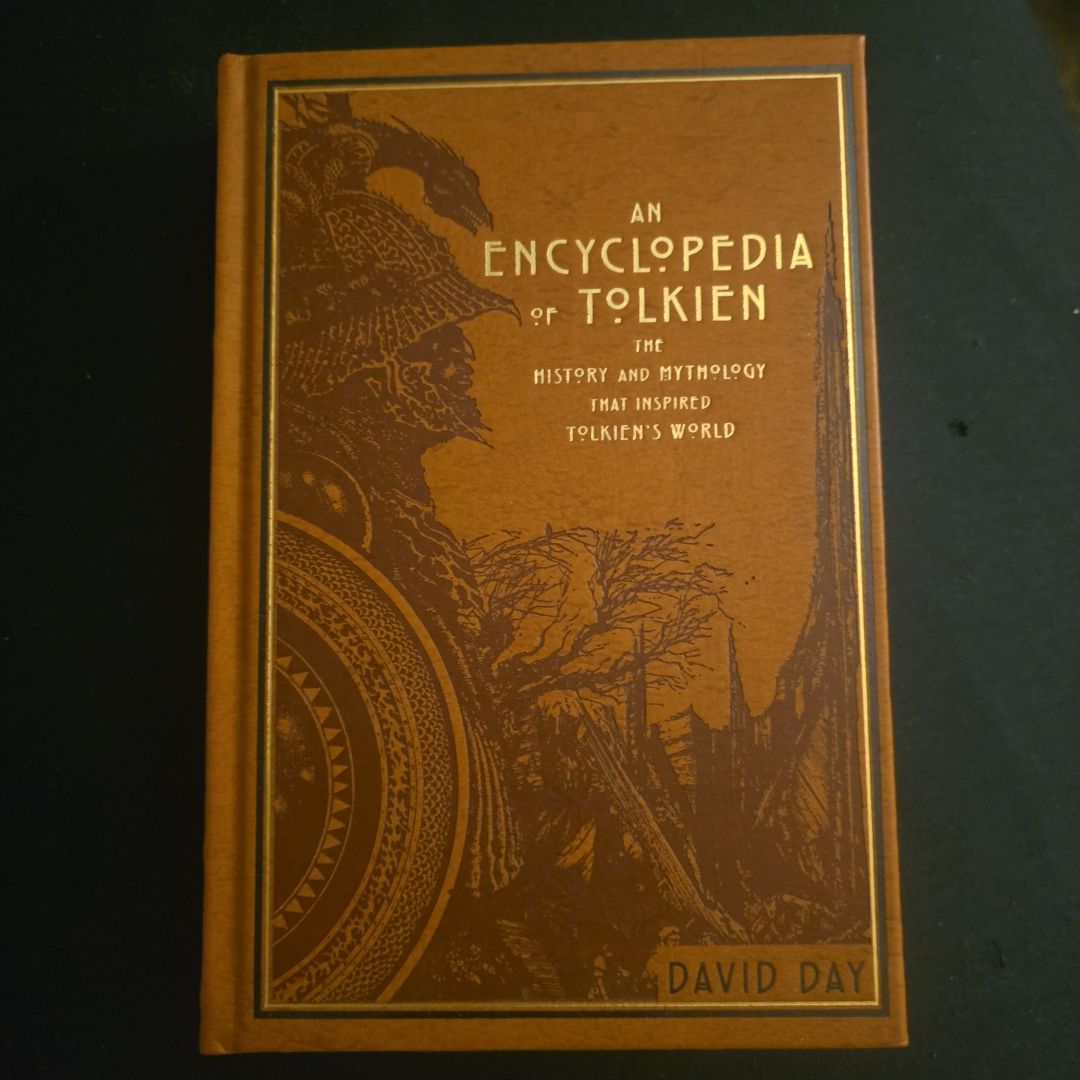 AN
ENCYCLOPEDIA
OF TOLKIEN
THE
HISTORY AND MYTHOLOGY
THAT INSPIRED
TOLKIEN'S WORLD
DAVID DAY